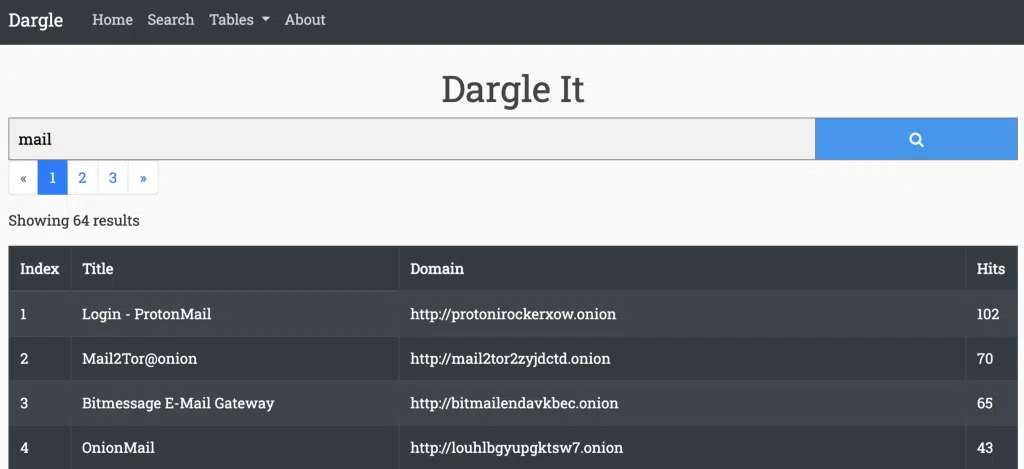 Dargle Home Search Tables About
Dargle It
mail
« 1 2 3 »
Showing 64 results
Index Title Domain Hits
1 Login - ProtonMail http://protonirockerxow.onion 102
2 Mail2Tor@onion http://mail2tor2zyjdctd.onion 70
3 Bitmessage E-Mail Gateway http://bitmailendavkbec.onion 65
4 OnionMail http://louhlbgyupgktsw7.onion 43